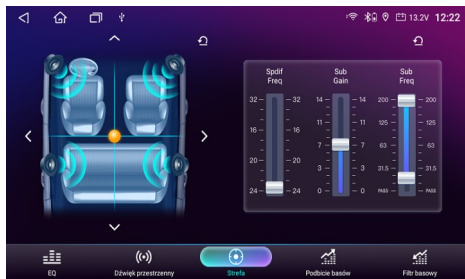 13.2V 12:22
Spdif Freq
Sub Gain
Sub Freq
32 32 14 14 200 200
11 11 125 125
16 16 7 7 63 63
20 20 3 3 31.5 31.5
24 24 0 0 PASS PASS
EQ
Dźwięk przestrzenny
Strefa
Podbicie basów
Filtr basowy